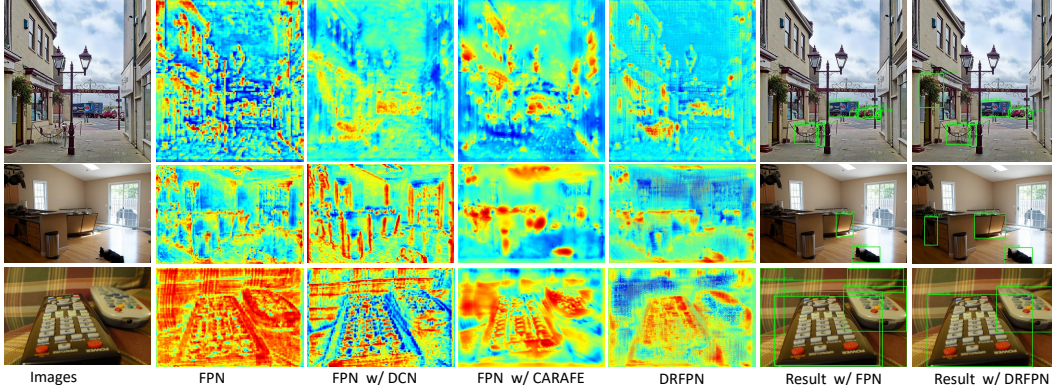 Images
FPN
FPN w/ DCN
FPN w/ CARAFE
DRFPN
Result w/ FPN
Result w/ DRFPN